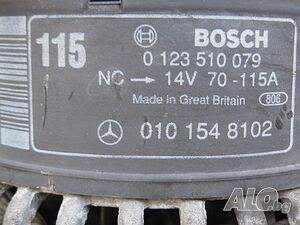 115
BOSCH
0 123 510 079
NC → 14V 70 -115A
Made in Great Britain 806
010 154 8102
ALO.bg